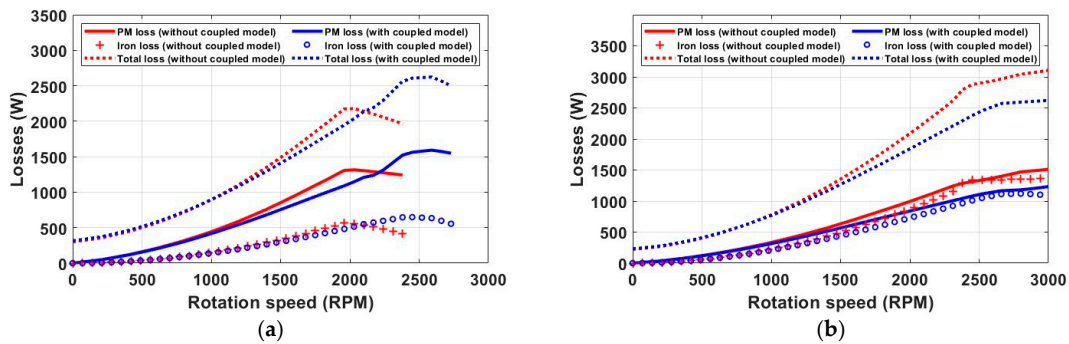 3500
3000
2500
2000
1500
1000
500
0
Losses (W)
PM loss (without coupled model)
PM loss (with coupled model)
Iron loss (without coupled model)
Iron loss (with coupled model)
Total loss (without coupled model)
Total loss (with coupled model)
0 500 1000 1500 2000 2500 3000
Rotation speed (RPM)
(a)
3500
3000
2500
2000
1500
1000
500
0
Losses (W)
PM loss (without coupled model)
PM loss (with coupled model)
Iron loss (without coupled model)
Iron loss (with coupled model)
Total loss (without coupled model)
Total loss (with coupled model)
0 500 1000 1500 2000 2500 3000
Rotation speed (RPM)
(b)